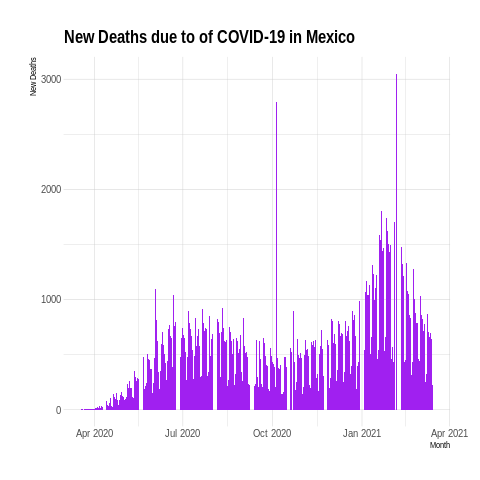 New Deaths due to of COVID-19 in Mexico
New Deaths
3000
2000
1000
0
Apr 2020 Jul 2020 Oct 2020 Jan 2021 Apr 2021
Month